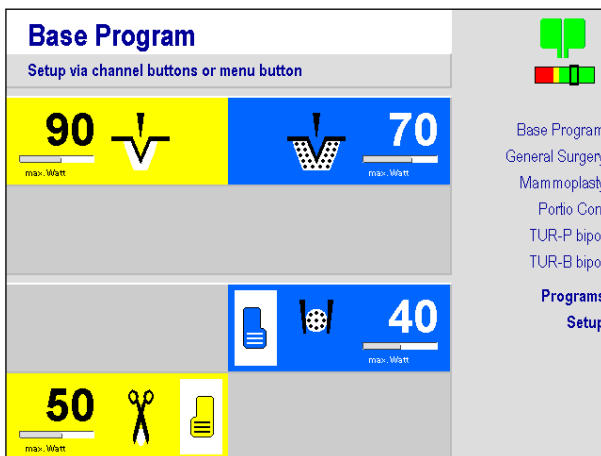 Base Program
Setup via channel buttons or menu button
90
max. Watt
70
max. Watt
Base Program
General Surgery
Mammoplasty
Portio Con
TUR-P bipo
TUR-B bipo
40
max. Watt
Programs
Setup
50
max. Watt